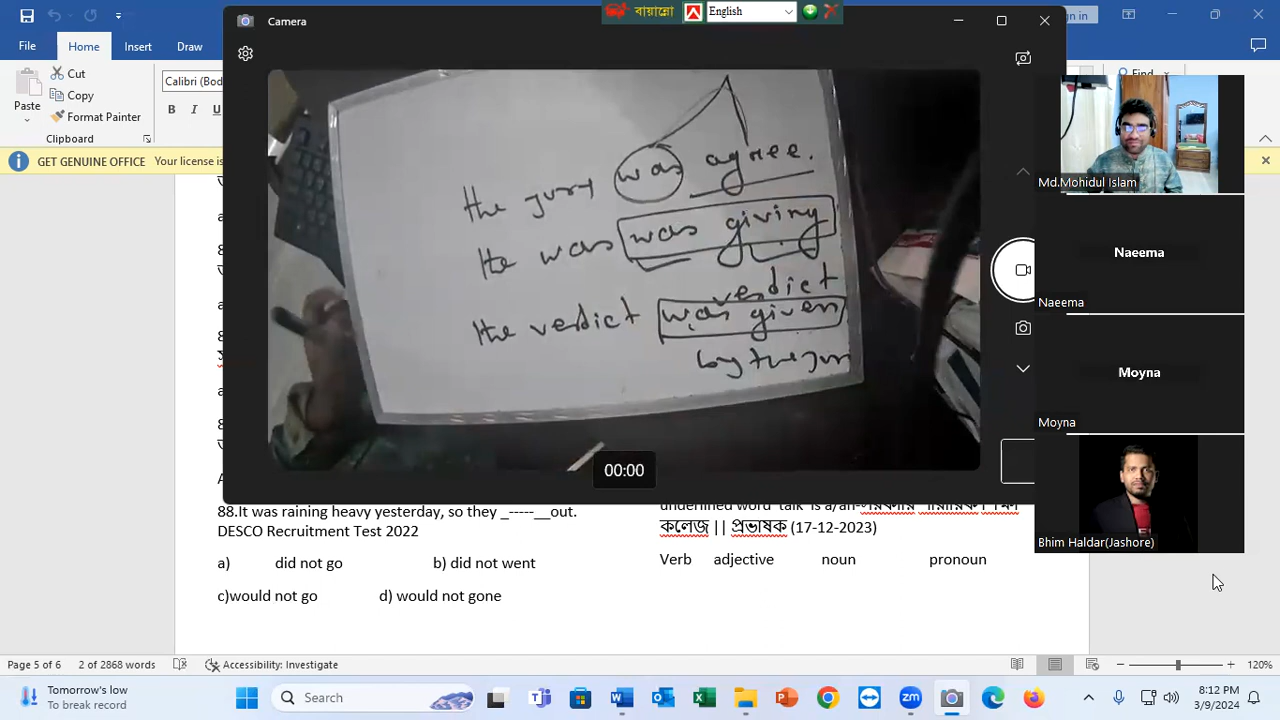 বায়ান্নো English
Camera
File Home Insert Draw
Cut
Copy
Paste Format Painter
Clipboard
Calibri (Bod
B I
Find
GET GENUINE OFFICE Your license is
the jury was agree.
He was was giving
verdict
the verdict was given
by the jury
00:00
Md.Mohidul Islam
Naeema
Naeema
Moyna
Moyna
Bhim Haldar(Jashore)
88.It was raining heavy yesterday, so they _-----__out.
DESCO Recruitment Test 2022
a) did not go b) did not went
c)would not go d) would not gone
underlined word 'talk' is a/an-
কলেজ || প্রভাষক (17-12-2023)
Verb adjective noun pronoun
Page 5 of 6 2 of 2868 words Accessibility: Investigate 120%
Tomorrow's low
To break record
Search
zm
8:12 PM
3/9/2024